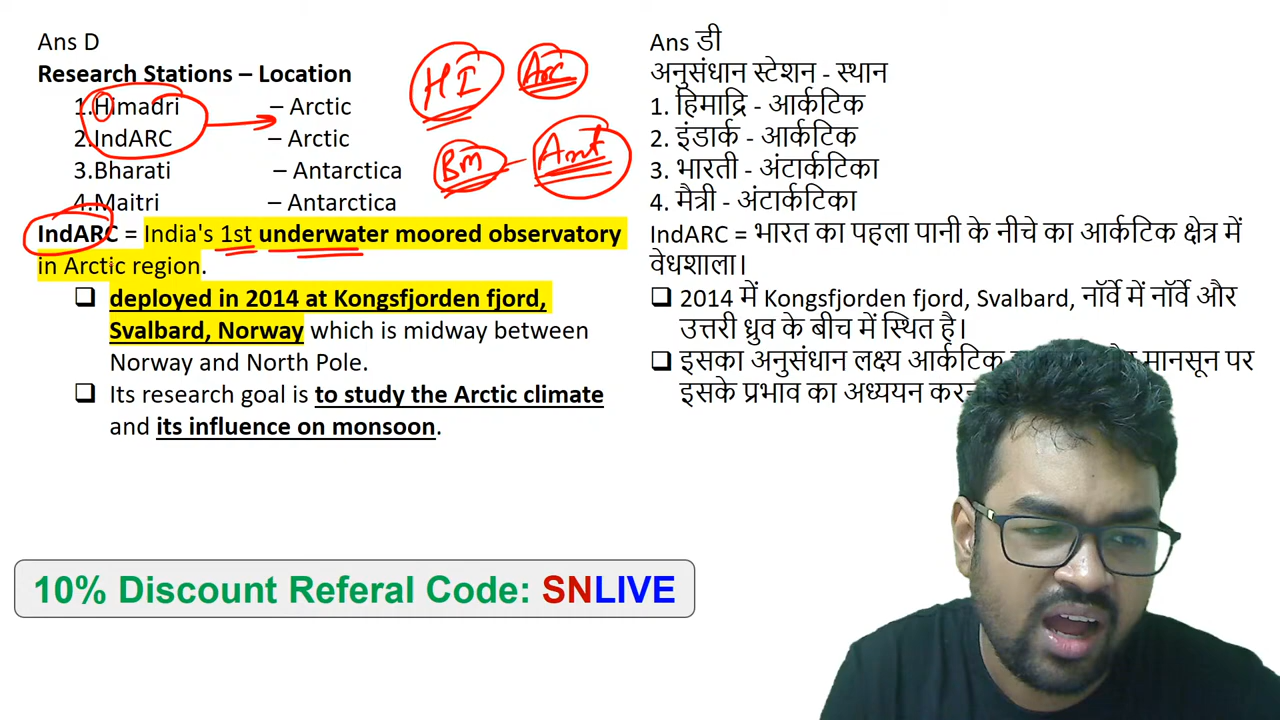 Ans D
Research Stations – Location
1.Himadri – Arctic
2.IndARC – Arctic
3.Bharati – Antarctica
4.Maitri – Antarctica
IndARC = India's 1st underwater moored observatory
in Arctic region.
❑ deployed in 2014 at Kongsfjorden fjord,
Svalbard, Norway which is midway between
Norway and North Pole.
❑ Its research goal is to study the Arctic climate
and its influence on monsoon.
HI Arc
BM – Ant
Ans डी
अनुसंधान स्टेशन - स्थान
1. हिमाद्रि - आर्कटिक
2. इंडार्क - आर्कटिक
3. भारती - अंटार्कटिका
4. मैत्री - अंटार्कटिका
IndARC = भारत का पहला पानी के नीचे का आर्कटिक क्षेत्र में
वेधशाला।
❑ 2014 में Kongsfjorden fjord, Svalbard, नॉर्वे में नॉर्वे और
उत्तरी ध्रुव के बीच में स्थित है।
❑ इसका अनुसंधान लक्ष्य आर्कटिक मानसून पर
इसके प्रभाव का अध्ययन करना
10% Discount Referal Code: SNLIVE